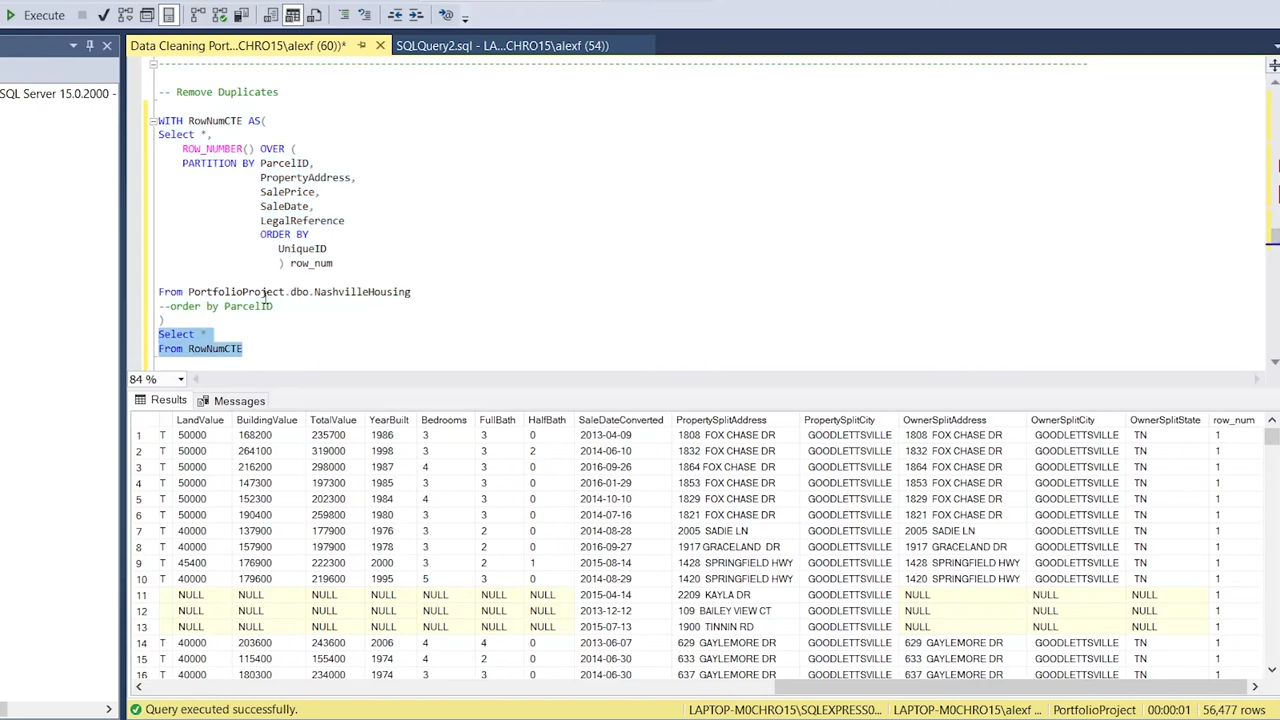 Execute
Data Cleaning Port...CHRO15\alexf (60))*
SQLQuery2.sql - LA...CHRO15\alexf (54))
SQL Server 15.0.2000 -
-- Remove Duplicates
WITH RowNumCTE AS(
Select *,
ROW_NUMBER() OVER (
PARTITION BY ParcelID,
PropertyAddress,
SalePrice,
SaleDate,
LegalReference
ORDER BY
UniqueID
) row_num
From PortfolioProject.dbo.NashvilleHousing
--order by ParcelID
)
Select *
From RowNumCTE
84 %
Results Messages
LandValue BuildingValue TotalValue YearBuilt Bedrooms FullBath HalfBath SaleDateConverted PropertySplitAddress PropertySplitCity OwnerSplitAddress OwnerSplitCity OwnerSplitState row_num
1 T 50000 168200 235700 1986 3 3 0 2013-04-09 1808 FOX CHASE DR GOODLETTSVILLE 1808 FOX CHASE DR GOODLETTSVILLE TN 1
2 T 50000 264100 319000 1998 3 3 2 2014-06-10 1832 FOX CHASE DR GOODLETTSVILLE 1832 FOX CHASE DR GOODLETTSVILLE TN 1
3 T 50000 216200 298000 1987 4 3 0 2016-09-26 1864 FOX CHASE DR GOODLETTSVILLE 1864 FOX CHASE DR GOODLETTSVILLE TN 1
4 T 50000 147300 197300 1985 3 3 0 2016-01-29 1853 FOX CHASE DR GOODLETTSVILLE 1853 FOX CHASE DR GOODLETTSVILLE TN 1
5 T 50000 152300 202300 1984 4 3 0 2014-10-10 1829 FOX CHASE DR GOODLETTSVILLE 1829 FOX CHASE DR GOODLETTSVILLE TN 1
6 T 50000 190400 259800 1980 3 3 0 2014-07-16 1821 FOX CHASE DR GOODLETTSVILLE 1821 FOX CHASE DR GOODLETTSVILLE TN 1
7 T 40000 137900 177900 1976 3 2 0 2014-08-28 2005 SADIE LN GOODLETTSVILLE 2005 SADIE LN GOODLETTSVILLE TN 1
8 T 40000 157900 197900 1978 3 2 0 2016-09-27 1917 GRACELAND DR GOODLETTSVILLE 1917 GRACELAND DR GOODLETTSVILLE TN 1
9 T 45400 176900 222300 2000 3 2 1 2015-08-14 1428 SPRINGFIELD HWY GOODLETTSVILLE 1428 SPRINGFIELD HWY GOODLETTSVILLE TN 1
10 T 40000 179600 219600 1995 5 3 0 2014-08-29 1420 SPRINGFIELD HWY GOODLETTSVILLE 1420 SPRINGFIELD HWY GOODLETTSVILLE TN 1
11 NULL NULL NULL NULL NULL NULL NULL 2015-04-14 2209 KAYLA DR GOODLETTSVILLE NULL NULL NULL 1
12 NULL NULL NULL NULL NULL NULL NULL 2013-12-12 109 BAILEY VIEW CT GOODLETTSVILLE NULL NULL NULL 1
13 NULL NULL NULL NULL NULL NULL NULL 2015-07-13 1900 TINNIN RD GOODLETTSVILLE NULL NULL NULL 1
14 T 40000 203600 243600 2006 4 4 0 2013-06-07 629 GAYLEMORE DR GOODLETTSVILLE 629 GAYLEMORE DR GOODLETTSVILLE TN 1
15 T 40000 115400 155400 1974 4 2 0 2014-06-30 633 GAYLEMORE DR GOODLETTSVILLE 633 GAYLEMORE DR GOODLETTSVILLE TN 1
16 T 40000 180300 234000 1974 3 3 0 2014-06-30 637 GAYLEMORE DR GOODLETTSVILLE 637 GAYLEMORE DR GOODLETTSVILLE TN 1
Query executed successfully. LAPTOP-M0CHRO15\SQLEXPRESS0... LAPTOP-M0CHRO15\alexf ... PortfolioProject 00:00:01 56,477 rows